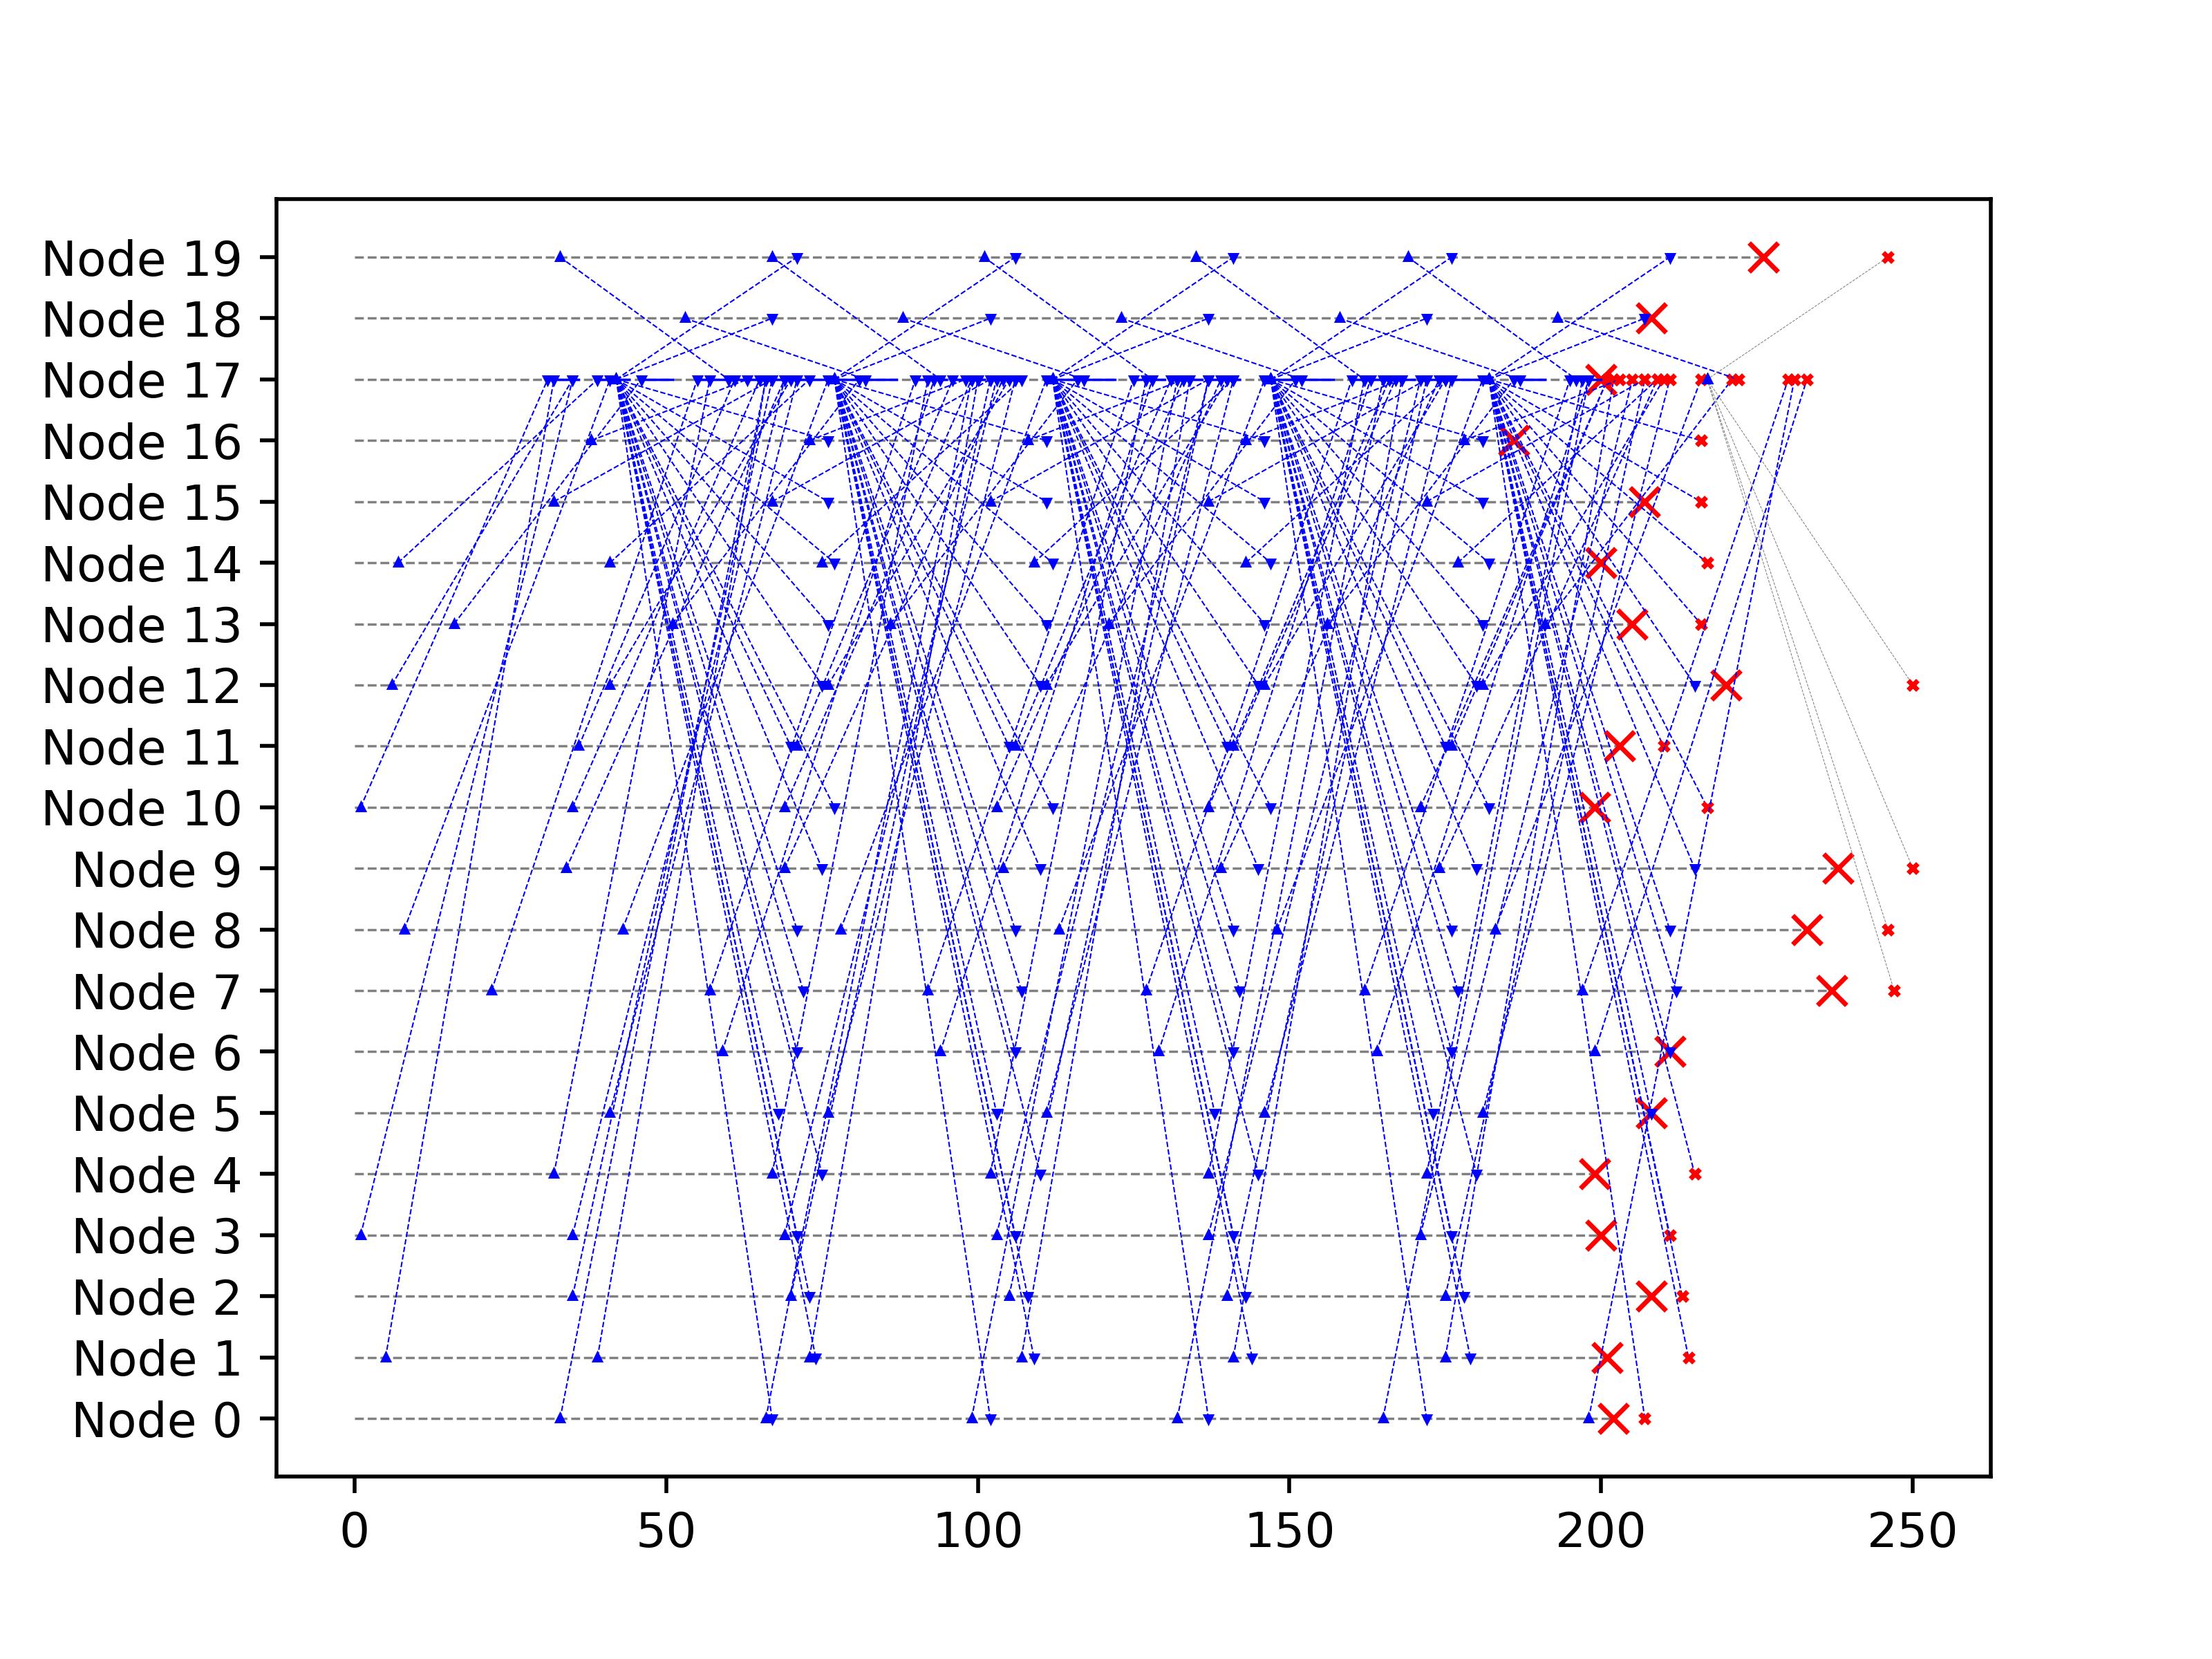 Node 19
Node 18
Node 17
Node 16
Node 15
Node 14
Node 13
Node 12
Node 11
Node 10
Node 9
Node 8
Node 7
Node 6
Node 5
Node 4
Node 3
Node 2
Node 1
Node 0
0 50 100 150 200 250